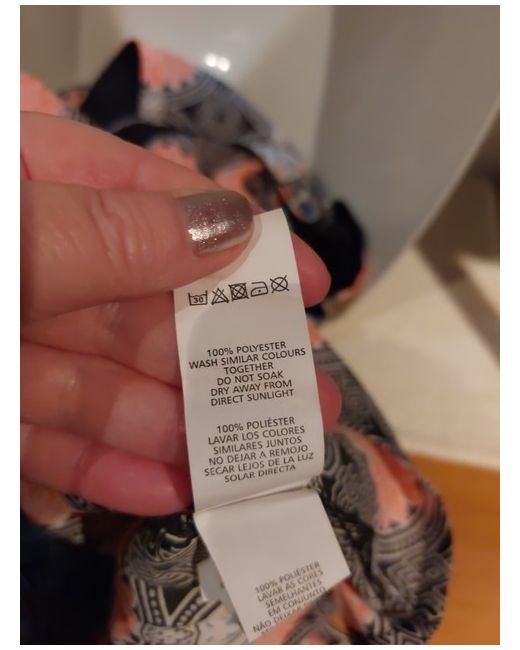 30
100% POLYESTER
WASH SIMILAR COLOURS
TOGETHER
DO NOT SOAK
DRY AWAY FROM
DIRECT SUNLIGHT
100% POLIÉSTER
LAVAR LOS COLORES
SIMILARES JUNTOS
NO DEJAR A REMOJO
SECAR LEJOS DE LA LUZ
SOLAR DIRECTA
100% POLIÉSTER
LAVAR AS CORES
SEMELHANTES
EM CONJUNTO
NÃO DEIXAR